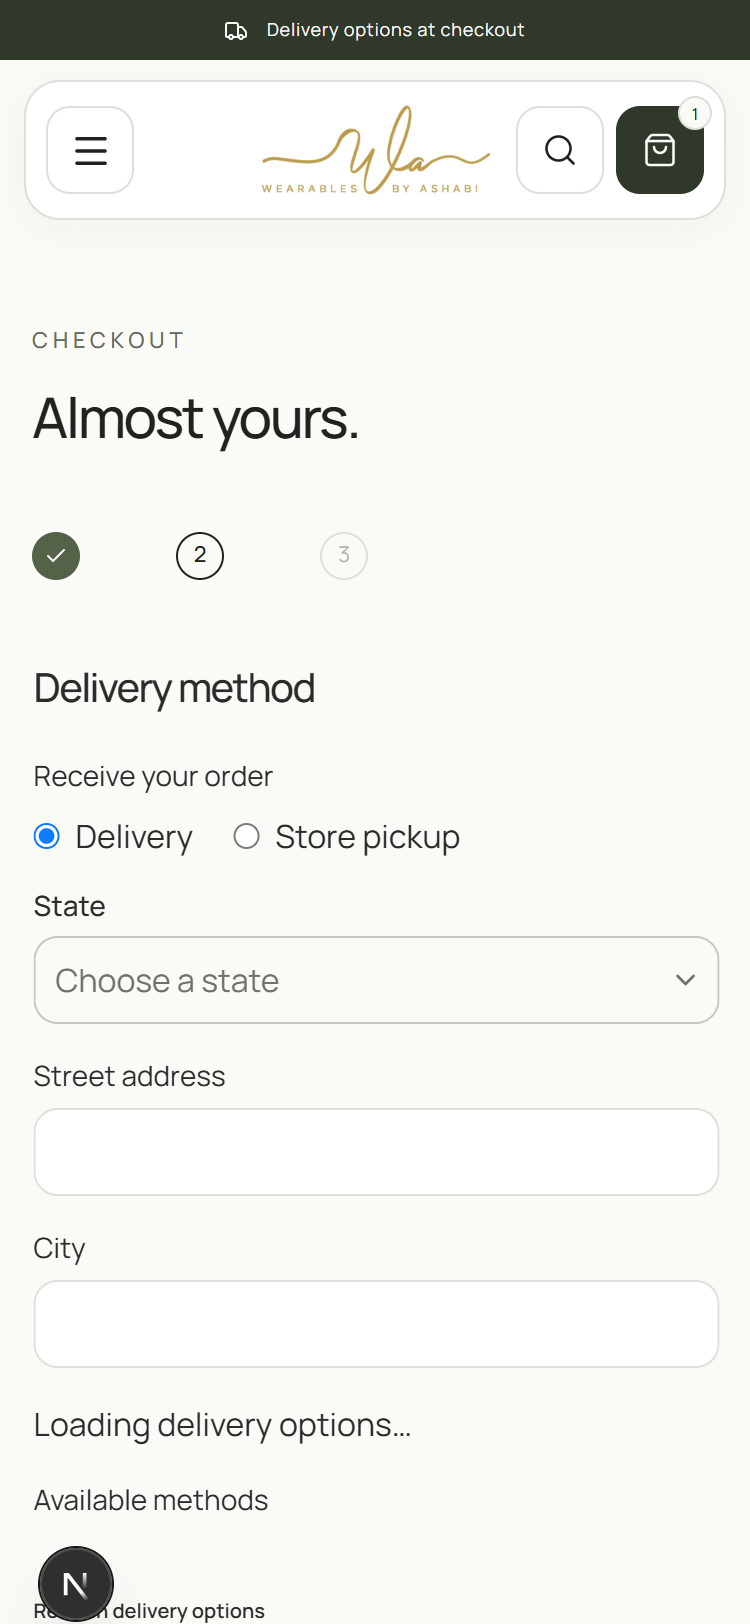 Delivery options at checkout
1
Wa
WEARABLES BY ASHABI
CHECKOUT
Almost yours.
2
3
Delivery method
Receive your order
Delivery
Store pickup
State
Choose a state
Street address
City
Loading delivery options...
Available methods
N
delivery options